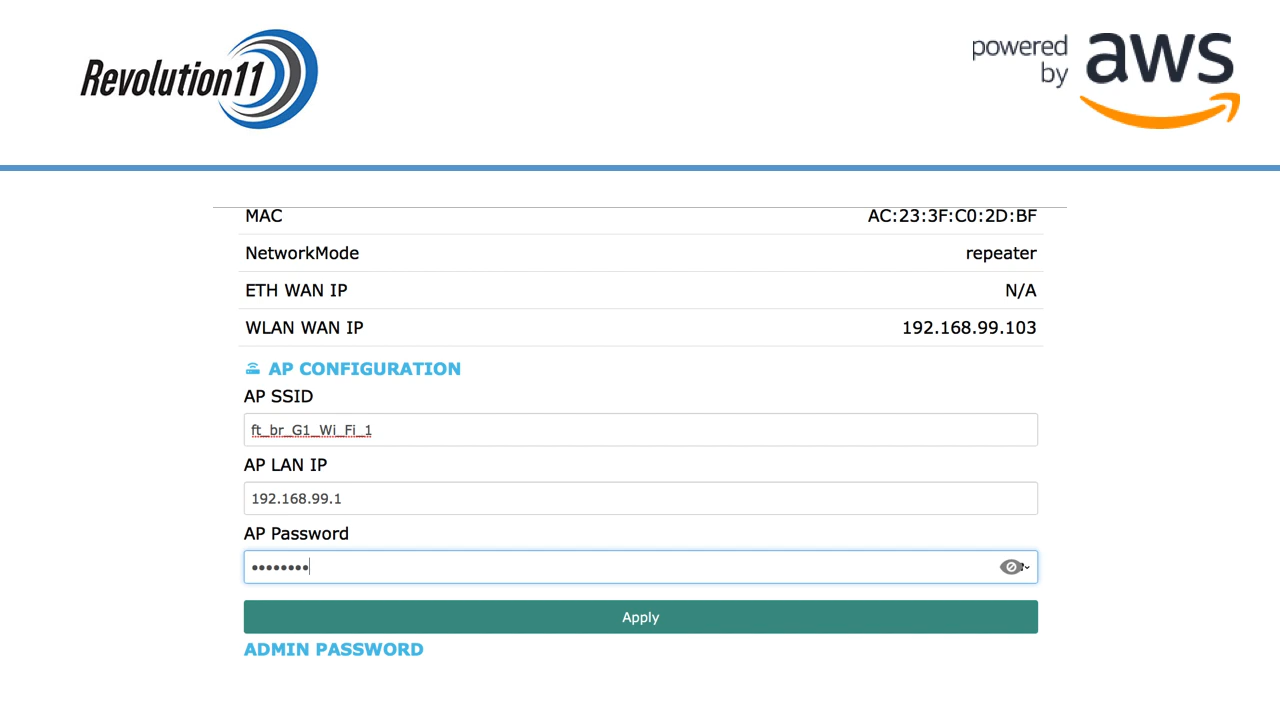 Revolution11
powered
by
aws
MAC AC:23:3F:C0:2D:BF
NetworkMode repeater
ETH WAN IP N/A
WLAN WAN IP 192.168.99.103
AP CONFIGURATION
AP SSID
ft_br_G1_Wi_Fi_1
AP LAN IP
192.168.99.1
AP Password
••••••••
Apply
ADMIN PASSWORD